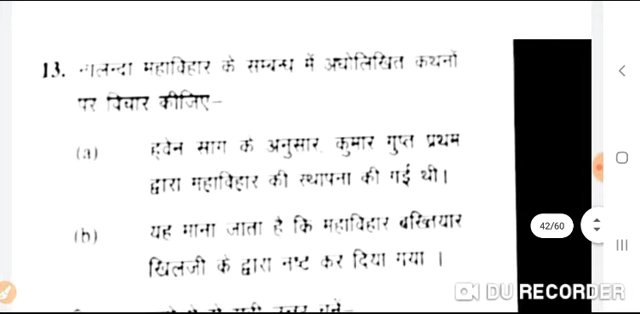 13. नालन्दा महाविहार के सम्बन्ध में अधोलिखित कथनों
पर विचार कीजिए–
(a) ह्वेन सांग के अनुसार कुमार गुप्त प्रथम
द्वारा महाविहार की स्थापना की गई थी।
(b) यह माना जाता है कि महाविहार बख्तियार
खिलजी के द्वारा नष्ट कर दिया गया ।
42/60
DU RECORDER